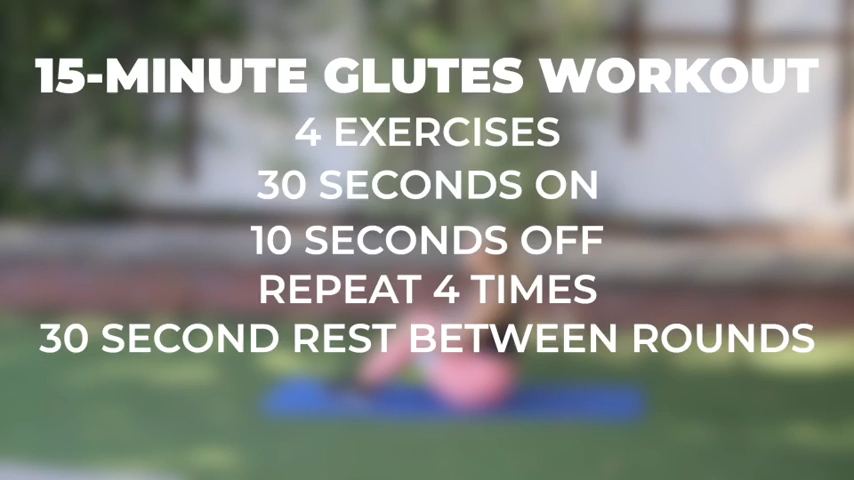 15-MINUTE GLUTES WORKOUT
4 EXERCISES
30 SECONDS ON
10 SECONDS OFF
REPEAT 4 TIMES
30 SECOND REST BETWEEN ROUNDS